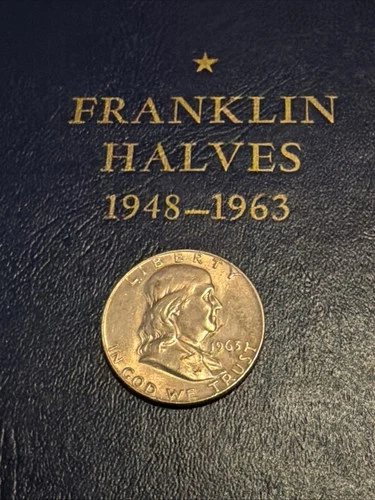 FRANKLIN
HALVES
1948–1963
LIBERTY
1963
IN GOD WE TRUST